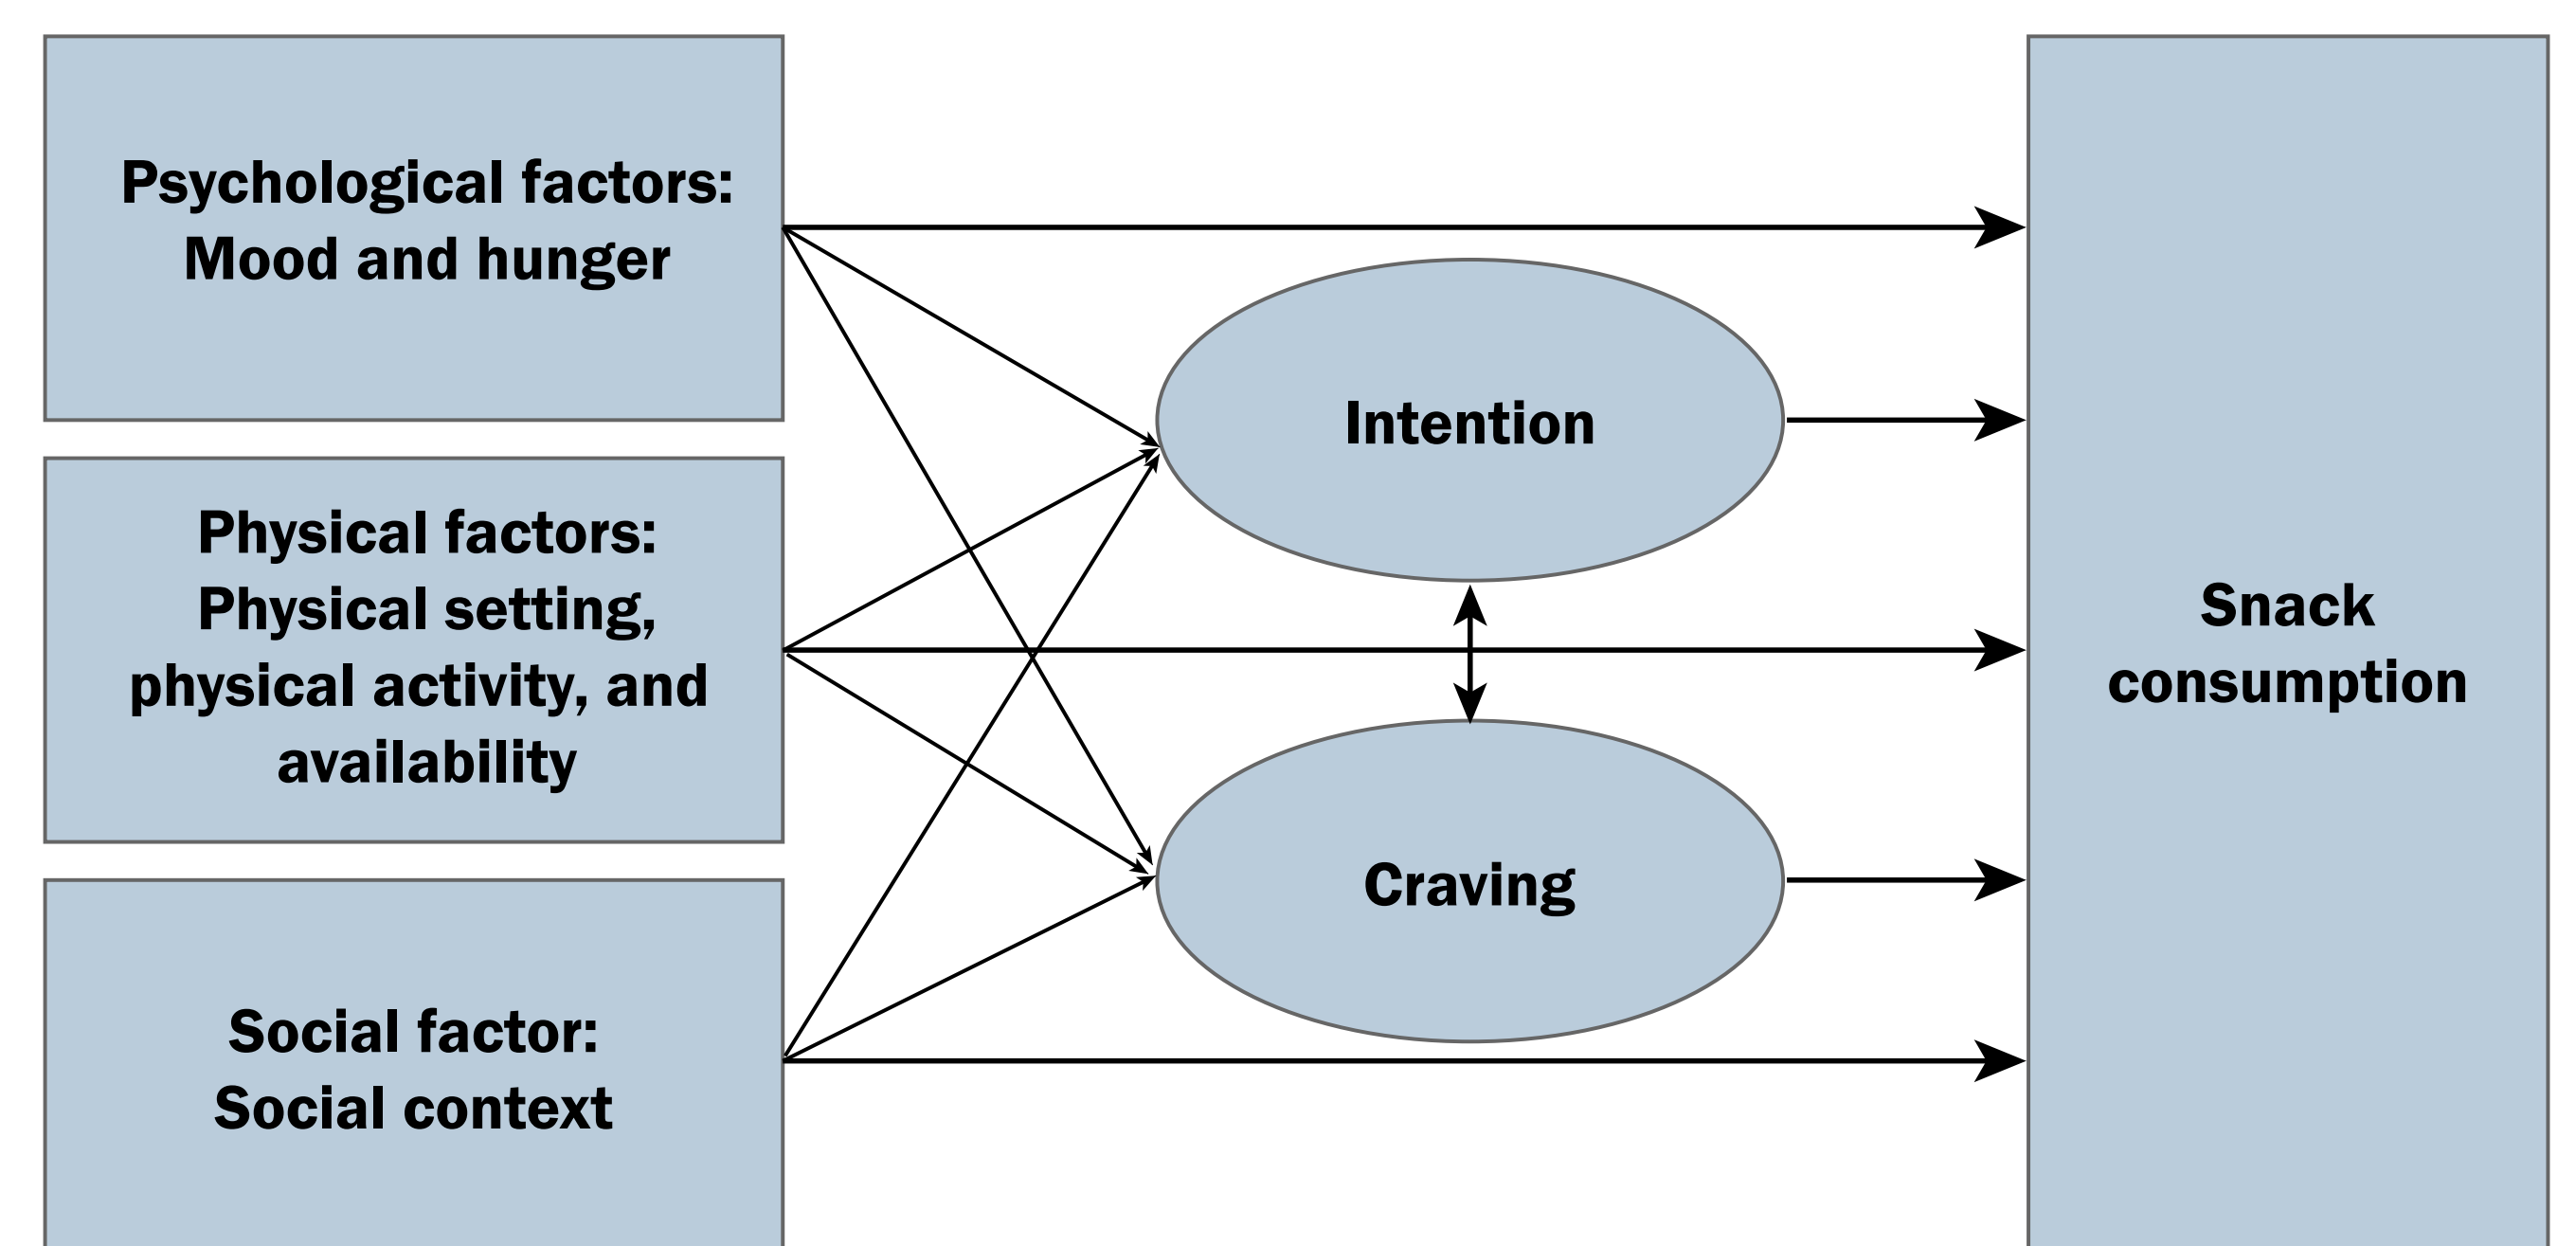 Psychological factors:
Mood and hunger
Physical factors:
Physical setting,
physical activity, and
availability
Social factor:
Social context
Intention
Craving
Snack
consumption